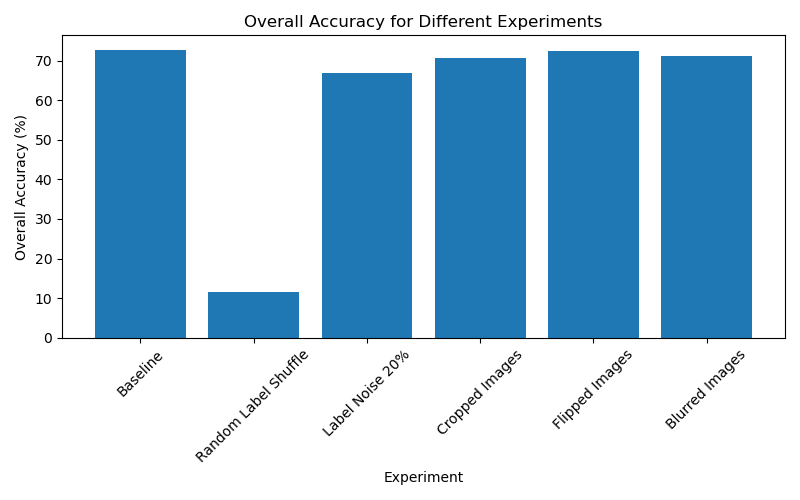 Overall Accuracy for Different Experiments
Overall Accuracy (%)
70
60
50
40
30
20
10
0
Baseline
Random Label Shuffle
Label Noise 20%
Cropped Images
Flipped Images
Blurred Images
Experiment